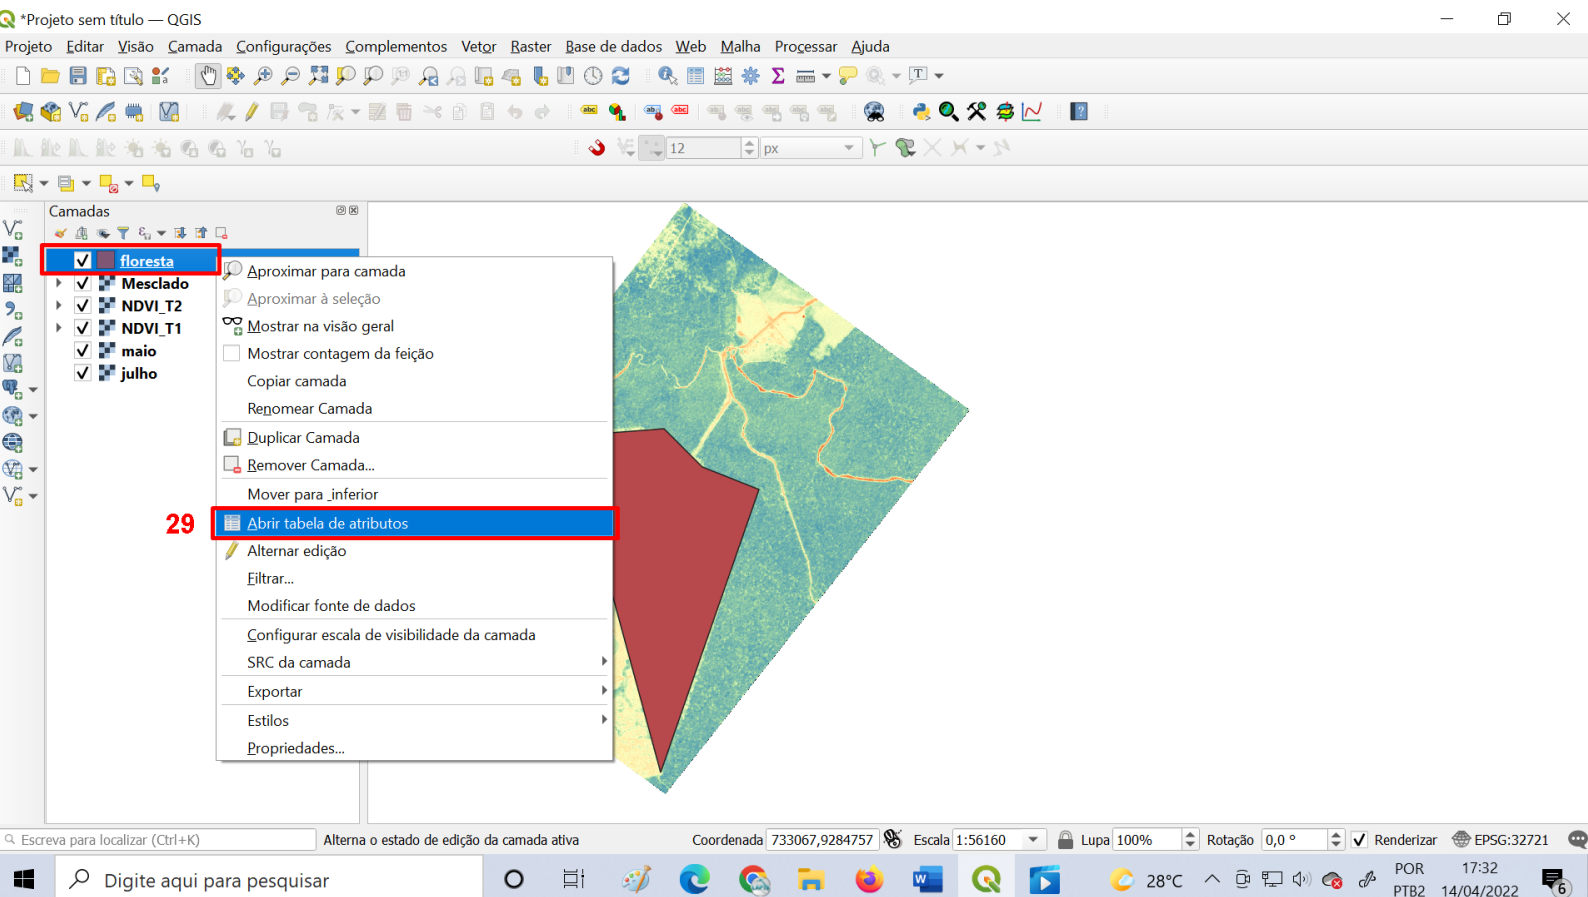 *Projeto sem título — QGIS
Projeto Editar Visão Camada Configurações Complementos Vetor Raster Base de dados Web Malha Processar Ajuda
12 px
Camadas
floresta
Mesclado
NDVI_T2
NDVI_T1
maio
julho
Aproximar para camada
Aproximar à seleção
Mostrar na visão geral
Mostrar contagem da feição
Copiar camada
Renomear Camada
Duplicar Camada
Remover Camada...
Mover para _inferior
29 Abrir tabela de atributos
Alternar edição
Filtrar...
Modificar fonte de dados
Configurar escala de visibilidade da camada
SRC da camada
Exportar
Estilos
Propriedades...
Escreva para localizar (Ctrl+K) Alterna o estado de edição da camada ativa Coordenada 733067,9284757 Escala 1:56160 Lupa 100% Rotação 0,0 ° Renderizar EPSG:32721
Digite aqui para pesquisar 28°C POR 17:32
PTB2 14/04/2022 6